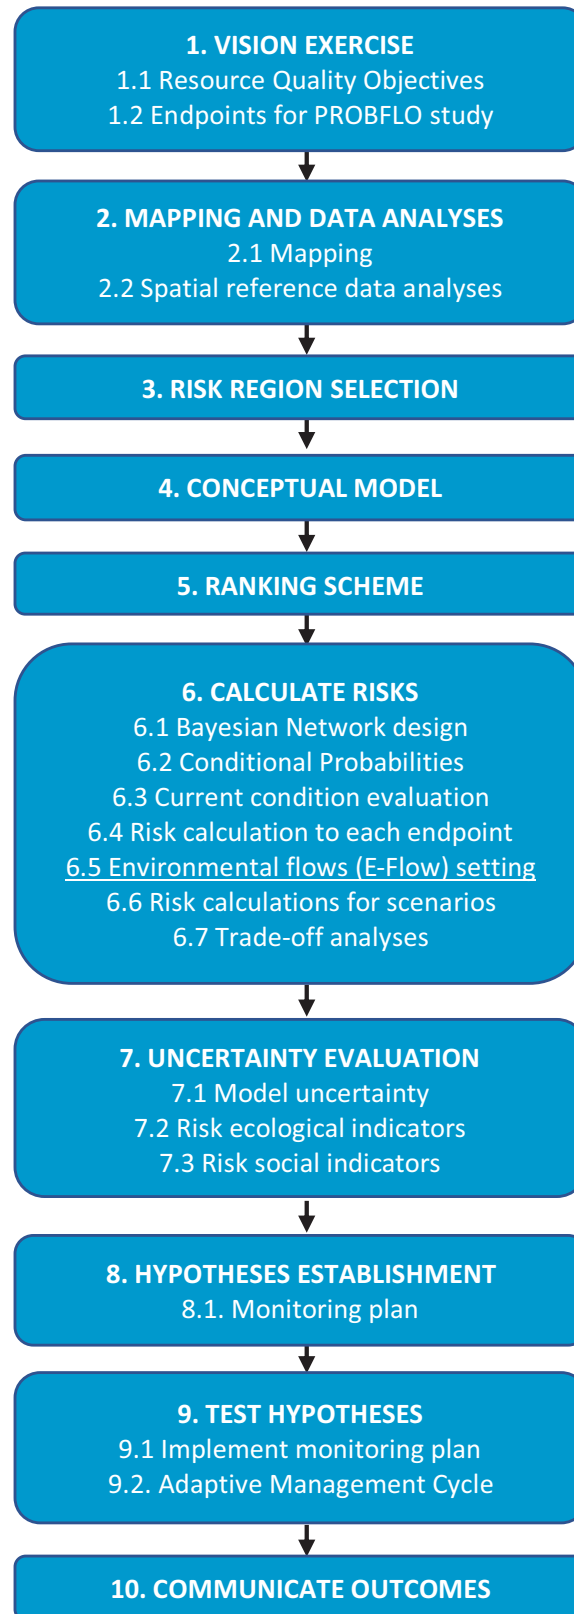 1. VISION EXERCISE
1.1 Resource Quality Objectives
1.2 Endpoints for PROBFLO study
2. MAPPING AND DATA ANALYSES
2.1 Mapping
2.2 Spatial reference data analyses
3. RISK REGION SELECTION
4. CONCEPTUAL MODEL
5. RANKING SCHEME
6. CALCULATE RISKS
6.1 Bayesian Network design
6.2 Conditional Probabilities
6.3 Current condition evaluation
6.4 Risk calculation to each endpoint
6.5 Environmental flows (E-Flow) setting
6.6 Risk calculations for scenarios
6.7 Trade-off analyses
7. UNCERTAINTY EVALUATION
7.1 Model uncertainty
7.2 Risk ecological indicators
7.3 Risk social indicators
8. HYPOTHESES ESTABLISHMENT
8.1. Monitoring plan
9. TEST HYPOTHESES
9.1 Implement monitoring plan
9.2. Adaptive Management Cycle
10. COMMUNICATE OUTCOMES